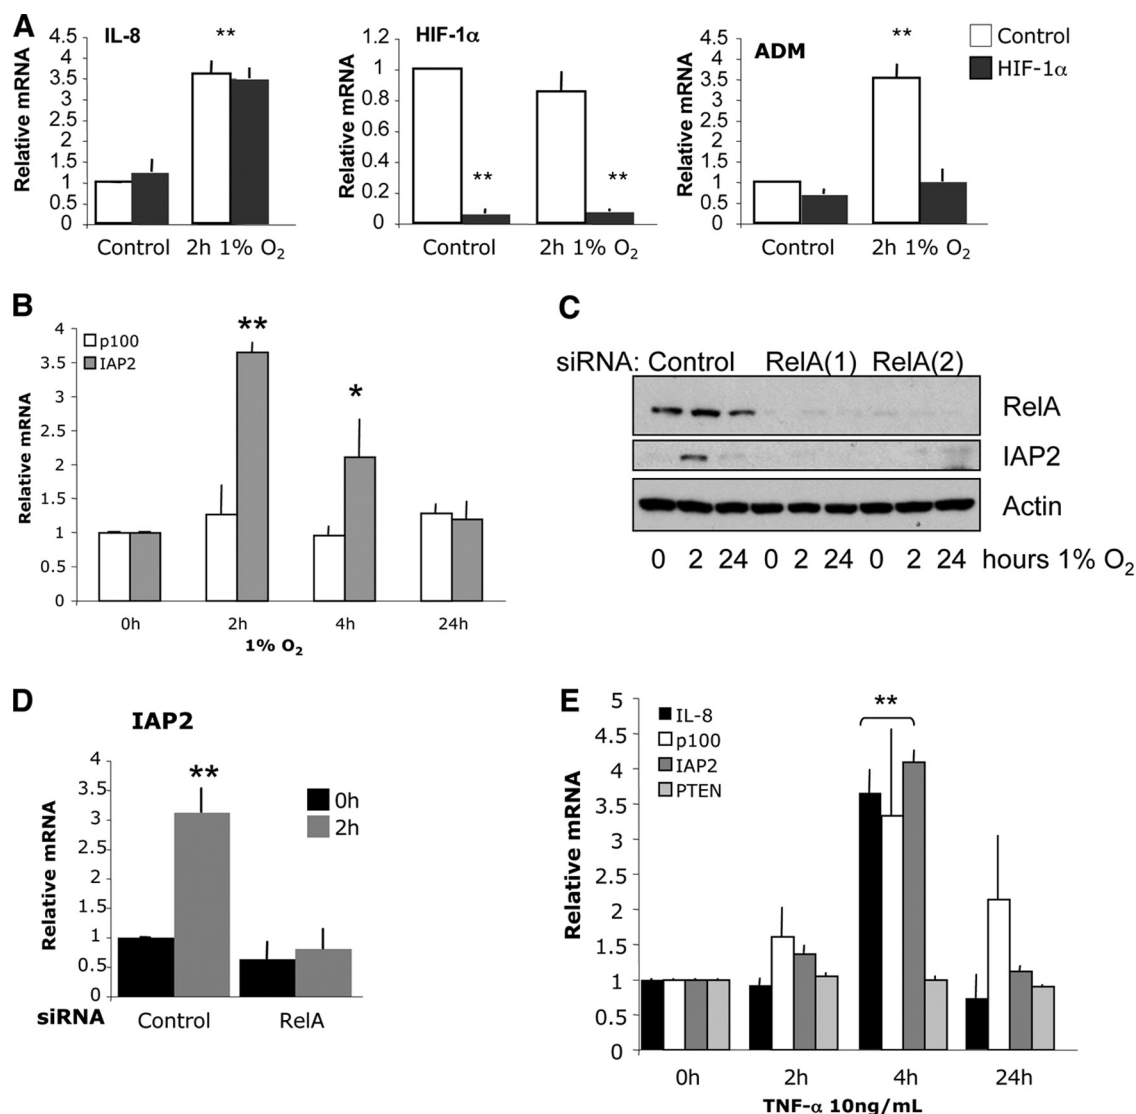 A
IL-8
**
Relative mRNA
4.5
4
3.5
3
2.5
2
1.5
1
0.5
0
Control 2h 1% O2
HIF-1α
Relative mRNA
1.2
1
0.8
0.6
0.4
0.2
0
** **
Control 2h 1% O2
ADM
**
Relative mRNA
4.5
4
3.5
3
2.5
2
1.5
1
0.5
0
Control 2h 1% O2
Control
HIF-1α
B
p100
IAP2
Relative mRNA
4
3.5
3
2.5
2
1.5
1
0.5
0
**
*
0h 2h 4h 24h
1% O2
C
siRNA: Control RelA(1) RelA(2)
RelA
IAP2
Actin
0 2 24 0 2 24 0 2 24 hours 1% O2
D
IAP2
Relative mRNA
4
3.5
3
2.5
2
1.5
1
0.5
0
**
0h
2h
siRNA Control RelA
E
IL-8
p100
IAP2
PTEN
**
Relative mRNA
5
4.5
4
3.5
3
2.5
2
1.5
1
0.5
0
0h 2h 4h 24h
TNF-α 10ng/mL